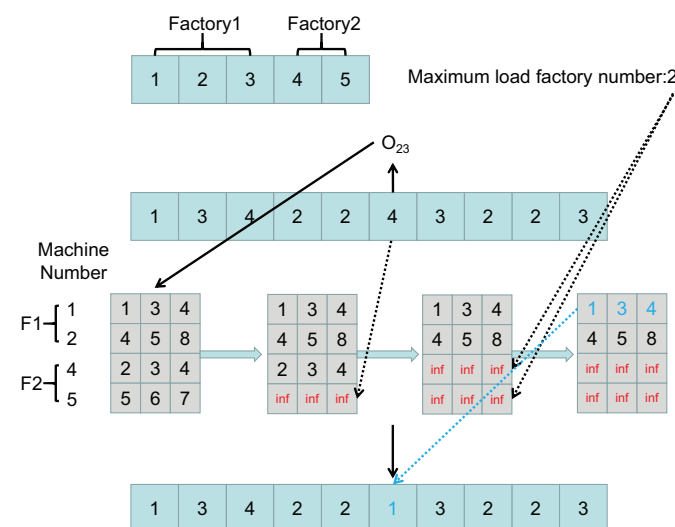 Factory1 Factory2
1 2 3 4 5
Maximum load factory number:2
O23
1 3 4 2 2 4 3 2 2 3
Machine
Number
F1
1
2
F2
4
5
1 3 4
4 5 8
2 3 4
5 6 7
1 3 4
4 5 8
2 3 4
inf inf inf
1 3 4
4 5 8
inf inf inf
inf inf inf
1 3 4
4 5 8
inf inf inf
inf inf inf
1 3 4 2 2 1 3 2 2 3